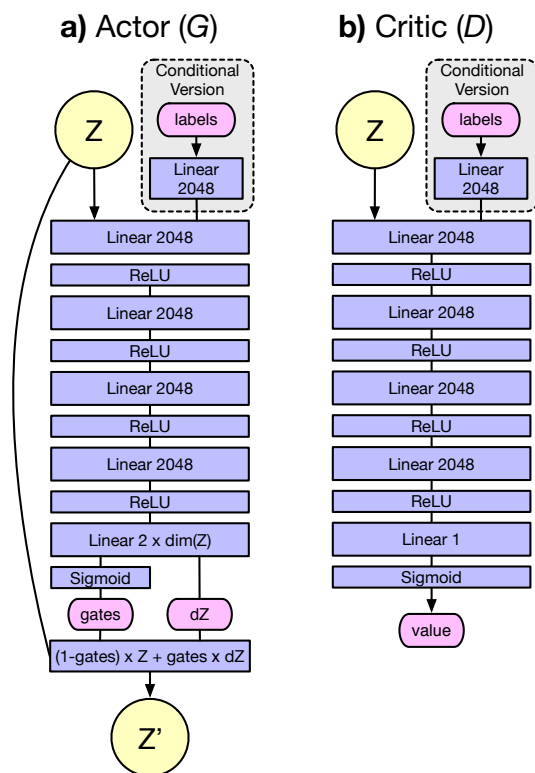 a) Actor (G)
Conditional
Version
labels
Z
Linear
2048
Linear 2048
ReLU
Linear 2048
ReLU
Linear 2048
ReLU
Linear 2048
ReLU
Linear 2 x dim(Z)
Sigmoid
gates
dZ
(1-gates) x Z + gates x dZ
Z'
b) Critic (D)
Conditional
Version
labels
Z
Linear
2048
Linear 2048
ReLU
Linear 2048
ReLU
Linear 2048
ReLU
Linear 2048
ReLU
Linear 1
Sigmoid
value